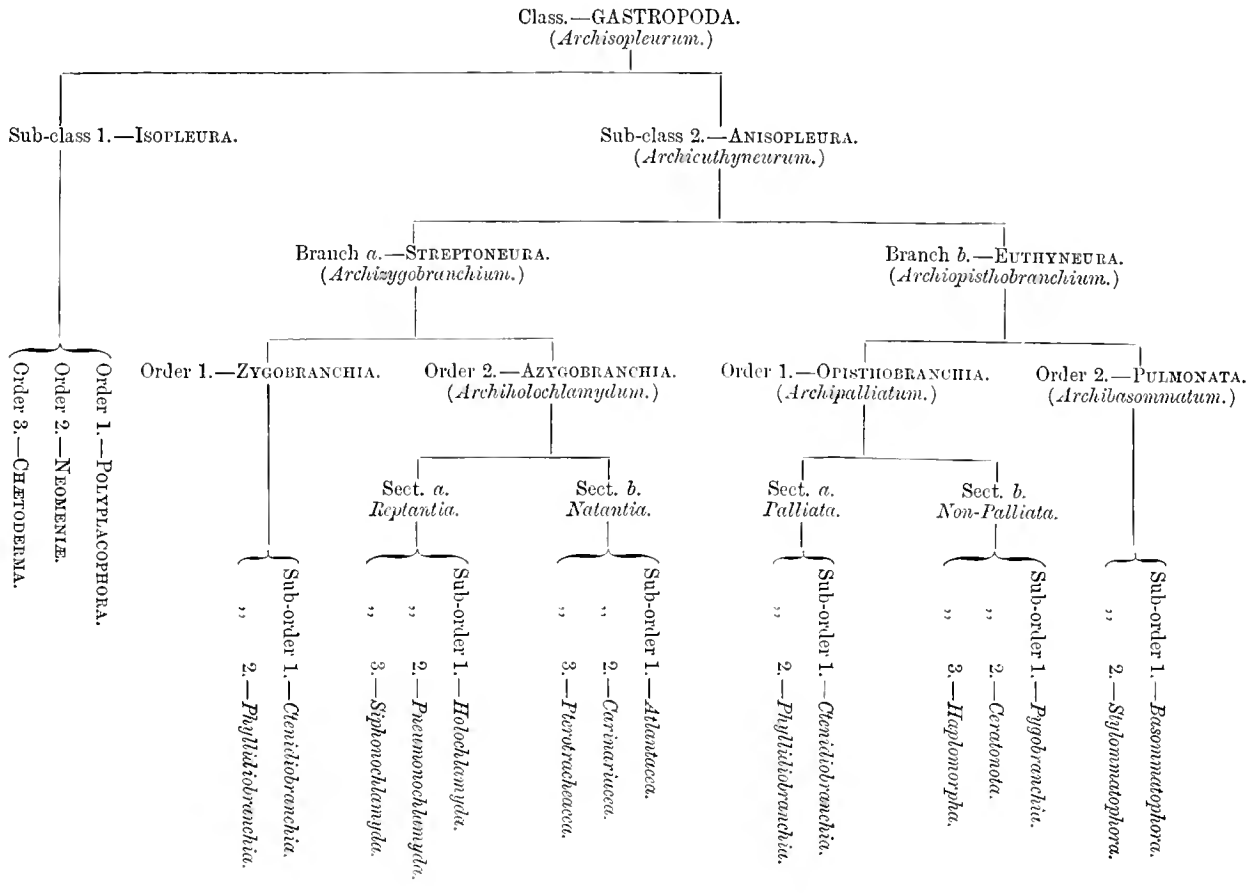 Class.—GASTROPODA.
(Archisopleurum.)
Sub-class 1.—ISOPLEURA.
Sub-class 2.—ANISOPLEURA.
(Archicuthyneurum.)
Branch a.—STREPTONEURA.
(Archizygobranchium.)
Branch b.—EUTHYNEURA.
(Archiopisthobranchium.)
Order 1.—POLYPLACOPHORA.
Order 2.—NEOMENIÆ.
Order 3.—CHÆTODERMA.
Order 1.—ZYGOBRANCHIA.
Order 2.—AZYGOBRANCHIA.
(Archiholochlamydum.)
Order 1.—OPISTHOBRANCHIA.
(Archipalliatum.)
Order 2.—PULMONATA.
(Archibasommatum.)
Sect. a.
Reptantia.
Sect. b.
Natantia.
Sect. a.
Palliata.
Sect. b.
Non-Palliata.
Sub-order 1.—Ctenidiobranchia.
„ 2.—Phyllidiobranchia.
Sub-order 1.—Holochlamyda.
„ 2.—Pneumonochlamyda.
„ 3.—Siphonochlamyda.
Sub-order 1.—Atlantacea.
„ 2.—Carinariacea.
„ 3.—Pterotracheacea.
Sub-order 1.—Ctenidiobranchia.
„ 2.—Phyllidiobranchia.
Sub-order 1.—Pygobranchia.
„ 2.—Ceratonota.
„ 3.—Haplomorpha.
Sub-order 1.—Basommatophora.
„ 2.—Stylommatophora.